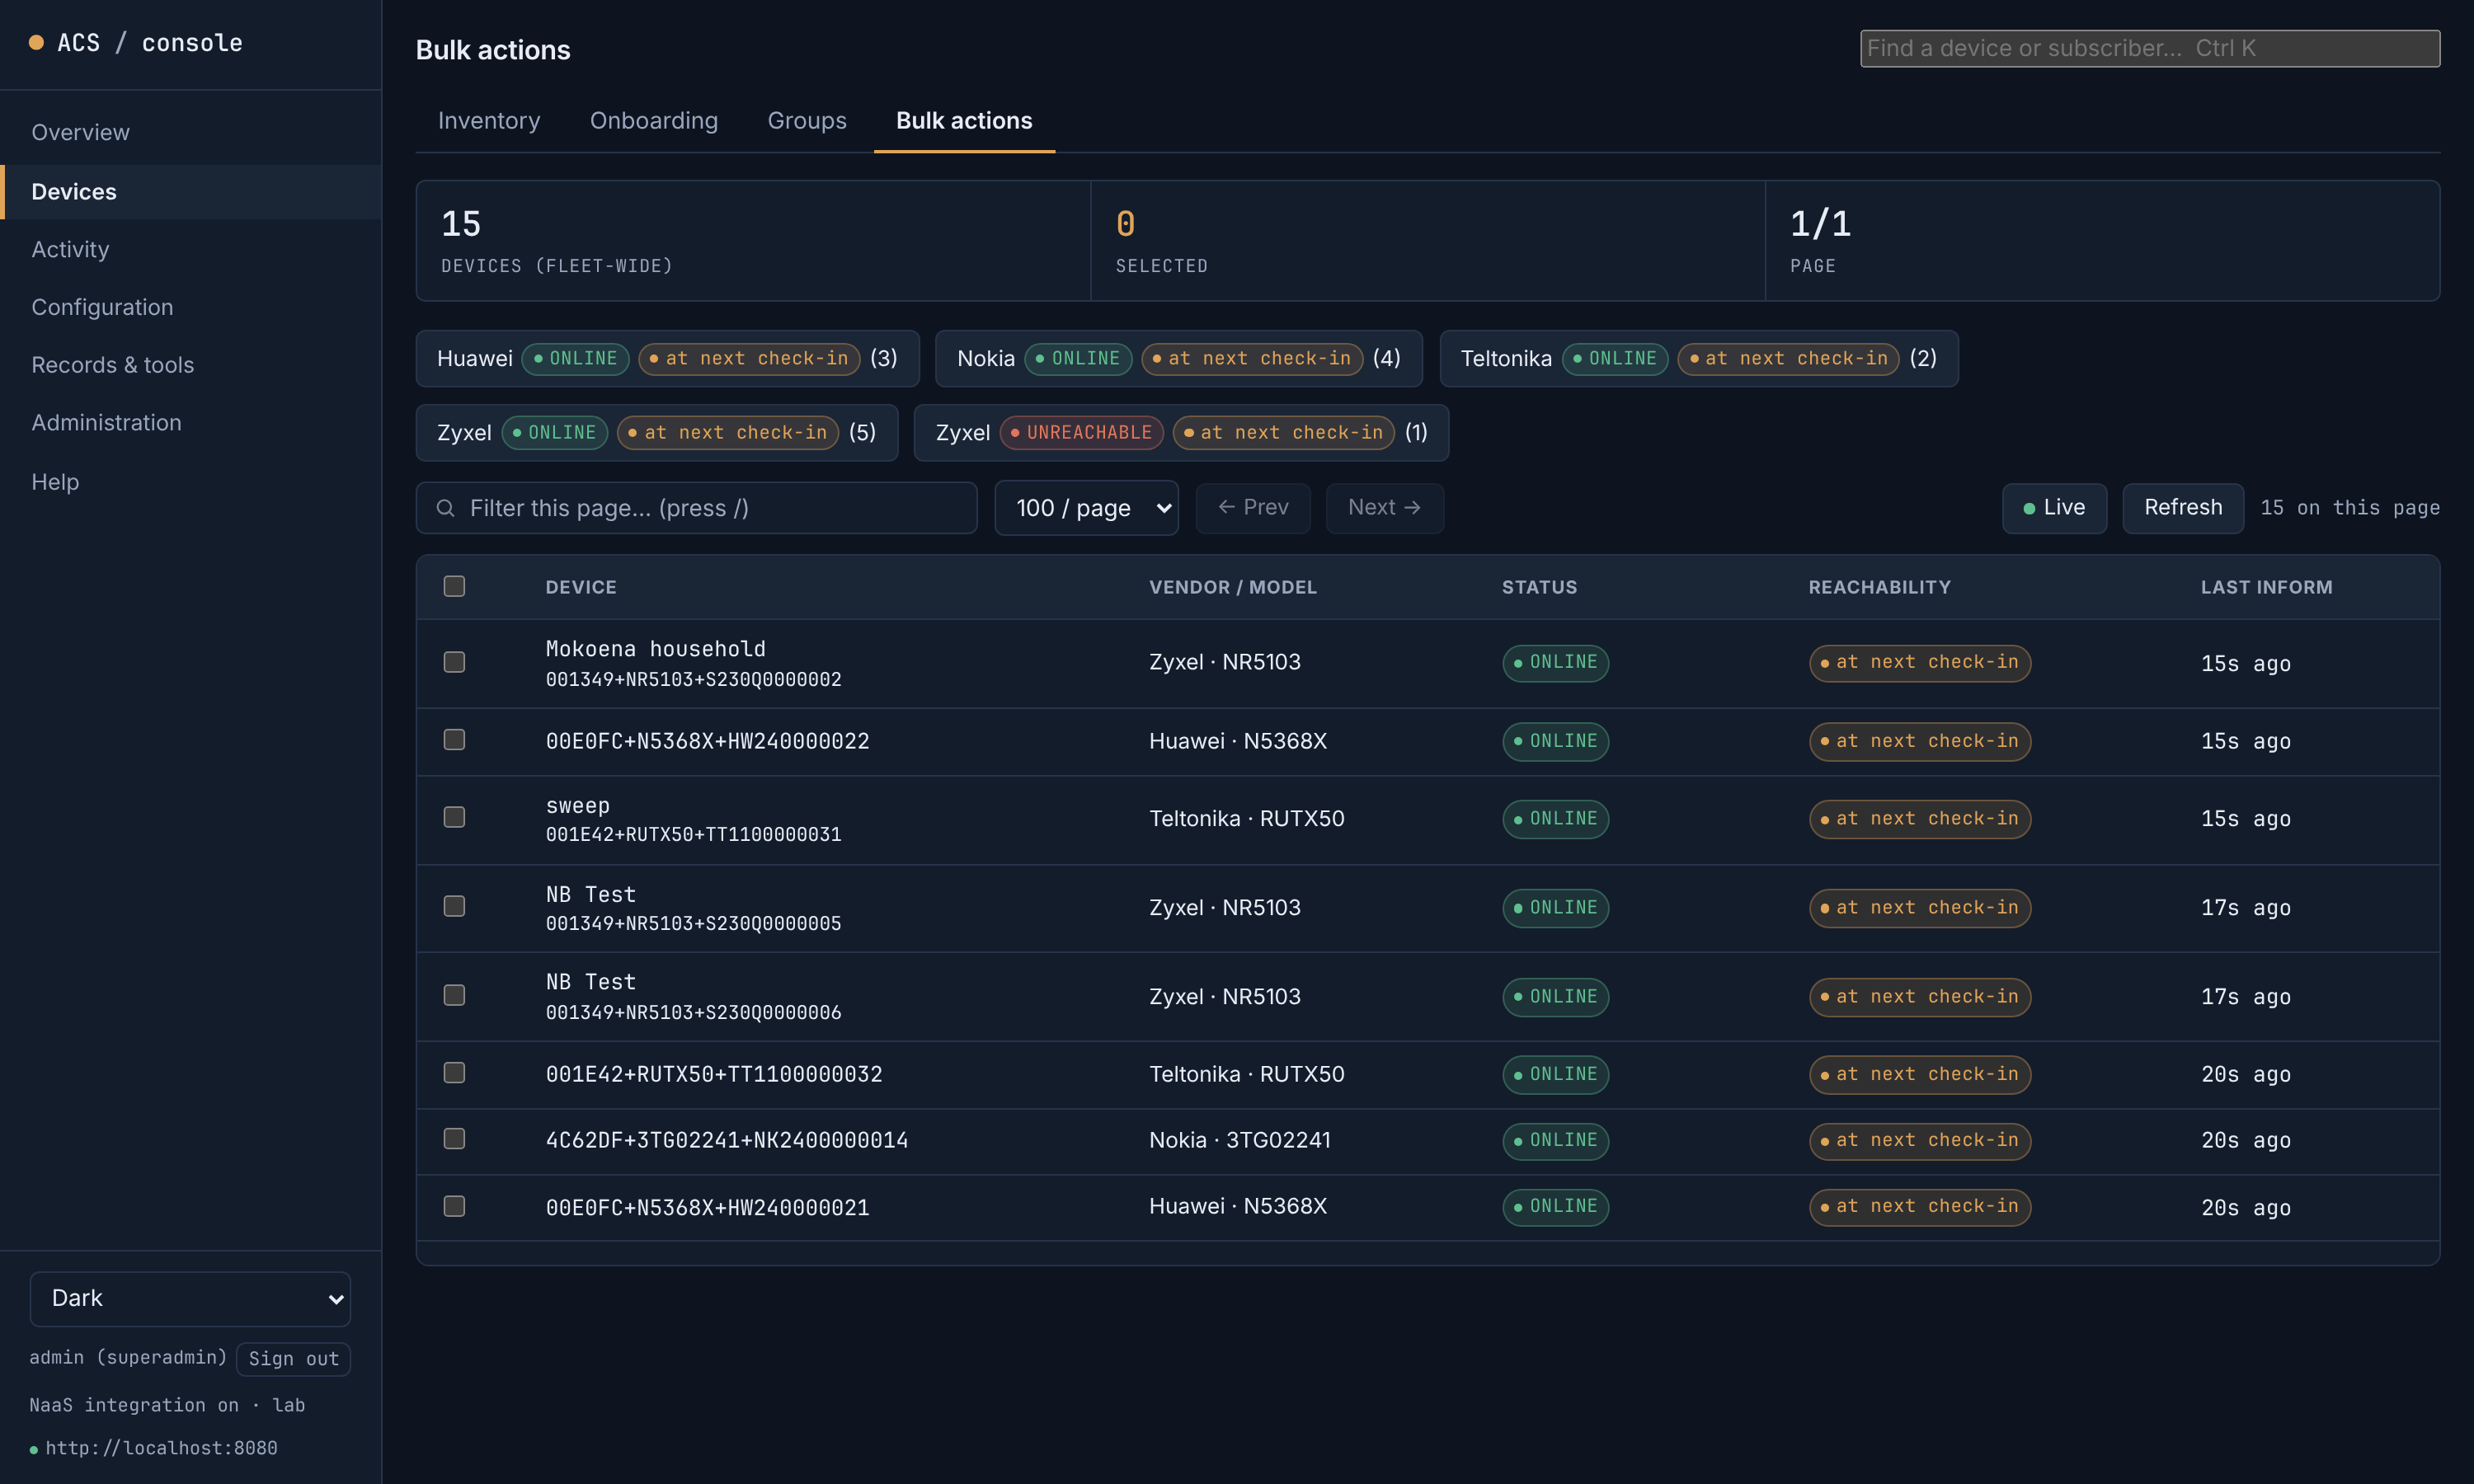 ACS / console
Overview
Devices
Activity
Configuration
Records & tools
Administration
Help
Dark
admin (superadmin) Sign out
NaaS integration on · lab
http://localhost:8080
Bulk actions
Find a device or subscriber... Ctrl K
Inventory Onboarding Groups Bulk actions
15 0 1/1
DEVICES (FLEET-WIDE) SELECTED PAGE
Huawei ONLINE at next check-in (3) Nokia ONLINE at next check-in (4) Teltonika ONLINE at next check-in (2)
Zyxel ONLINE at next check-in (5) Zyxel UNREACHABLE at next check-in (1)
Filter this page... (press /) 100 / page ← Prev Next → Live Refresh 15 on this page
DEVICE VENDOR / MODEL STATUS REACHABILITY LAST INFORM
Mokoena household
001349+NR5103+S230Q0000002 Zyxel · NR5103 ONLINE at next check-in 15s ago
00E0FC+N5368X+HW240000022 Huawei · N5368X ONLINE at next check-in 15s ago
sweep
001E42+RUTX50+TT1100000031 Teltonika · RUTX50 ONLINE at next check-in 15s ago
NB Test
001349+NR5103+S230Q0000005 Zyxel · NR5103 ONLINE at next check-in 17s ago
NB Test
001349+NR5103+S230Q0000006 Zyxel · NR5103 ONLINE at next check-in 17s ago
001E42+RUTX50+TT1100000032 Teltonika · RUTX50 ONLINE at next check-in 20s ago
4C62DF+3TG02241+NK2400000014 Nokia · 3TG02241 ONLINE at next check-in 20s ago
00E0FC+N5368X+HW240000021 Huawei · N5368X ONLINE at next check-in 20s ago